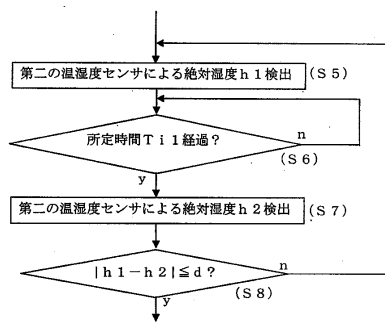 第二の温湿度センサによる絶対湿度h1検出 (S5)
所定時間Ti1経過? n
(S6)
y
第二の温湿度センサによる絶対湿度h2検出 (S7)
|h1-h2|≦d? n
(S8)
y